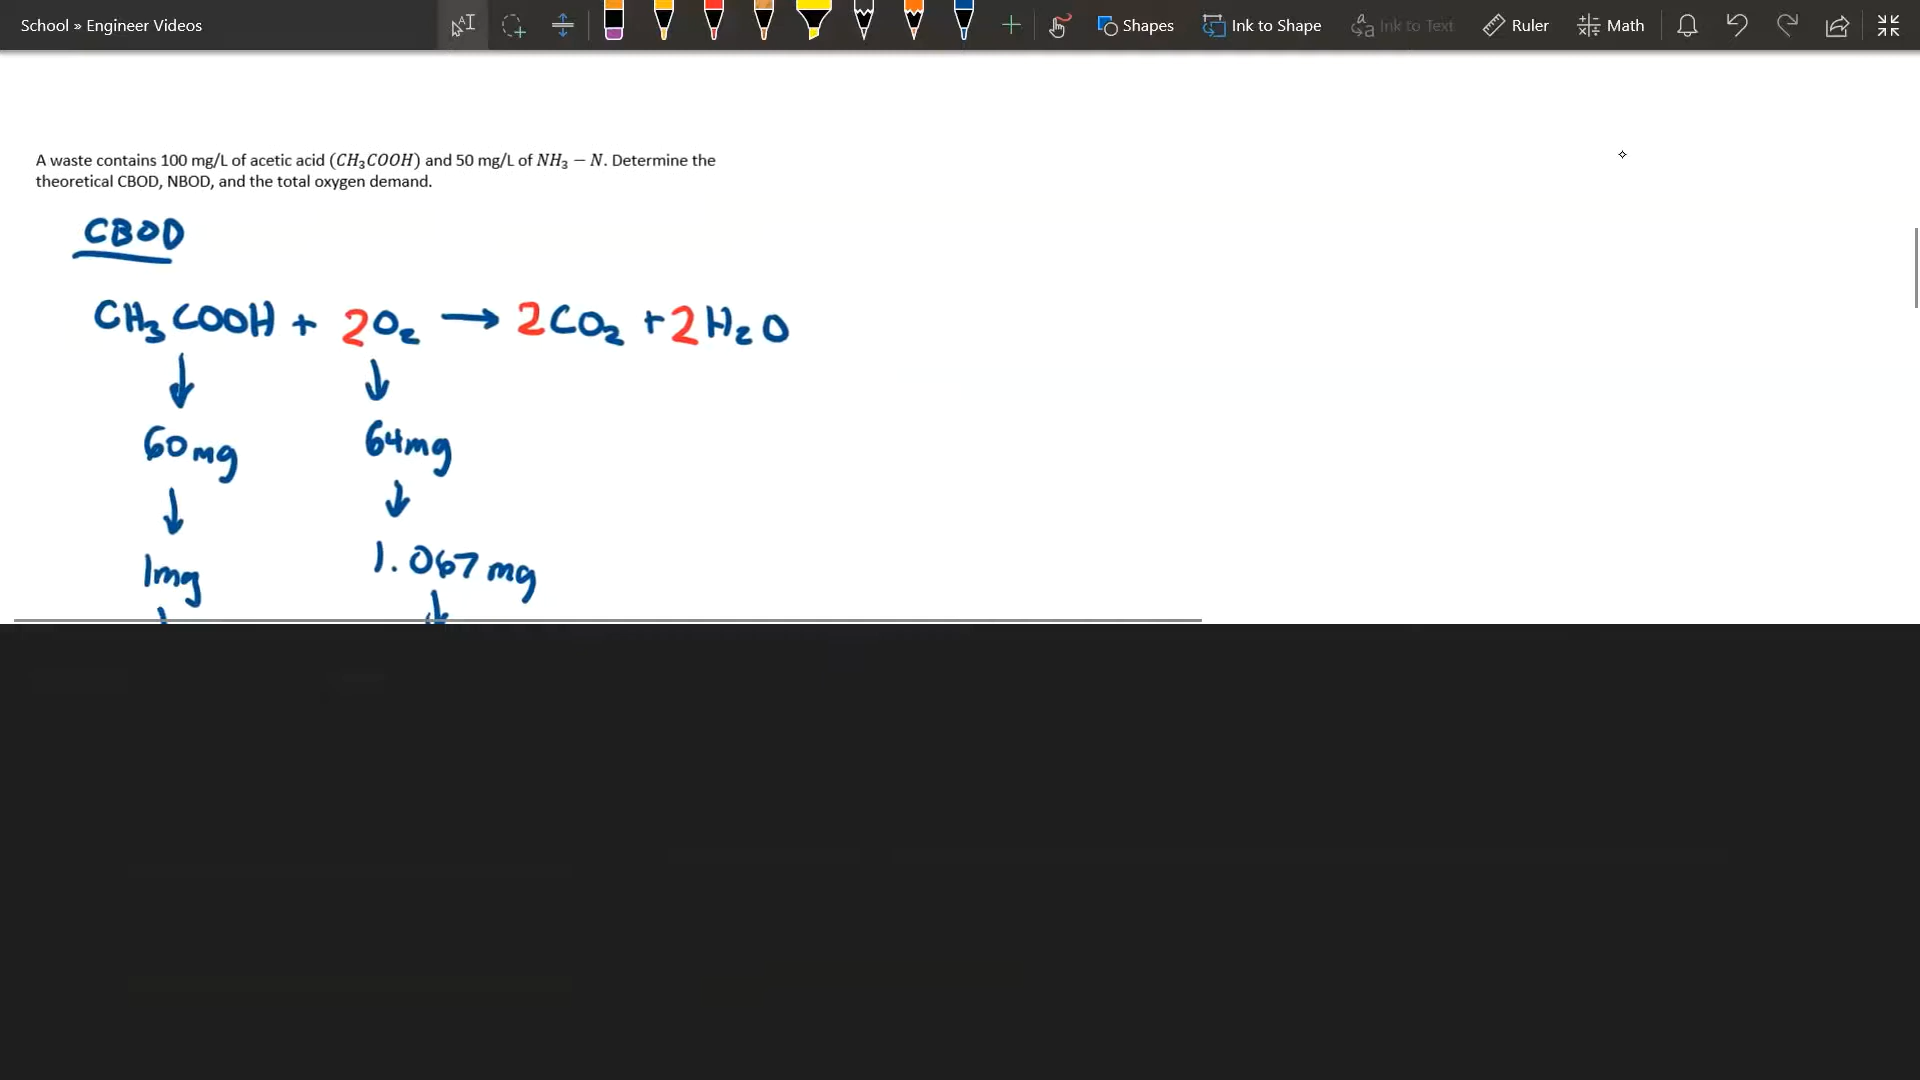 School » Engineer Videos
Shapes
Ink to Shape
Ink to Text
Ruler
Math
A waste contains 100 mg/L of acetic acid (CH₃COOH) and 50 mg/L of NH₃ − N. Determine the
theoretical CBOD, NBOD, and the total oxygen demand.
CBOD
CH₃COOH + 2O₂ → 2CO₂ + 2H₂O
↓ ↓
60mg 64mg
↓ ↓
1mg 1.067mg
↓